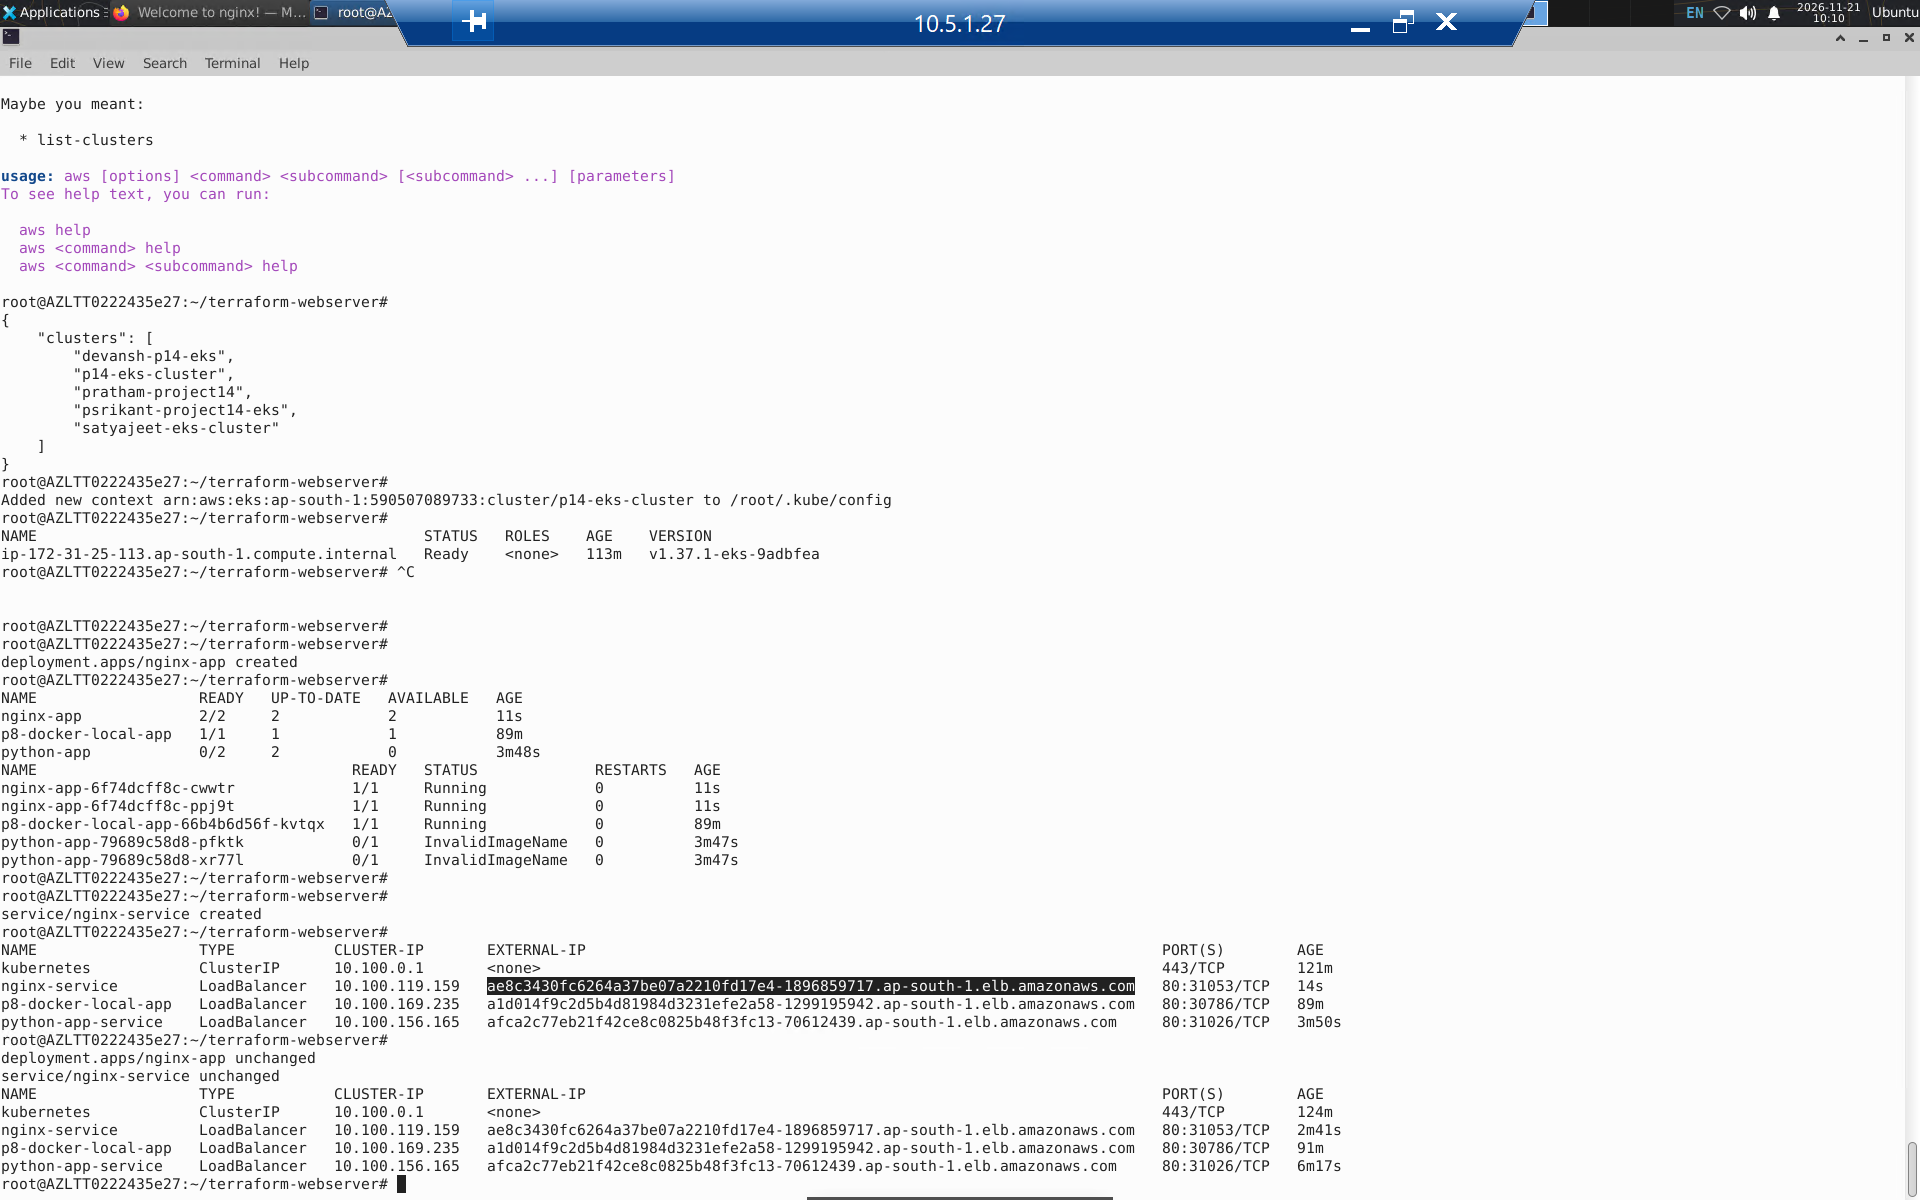 Applications
Welcome to nginx! — M...
root@AZ
10.5.1.27
EN
2026-11-21
10:10
Ubuntu
File Edit View Search Terminal Help
Maybe you meant:
* list-clusters
usage: aws [options] <command> <subcommand> [<subcommand> ...] [parameters]
To see help text, you can run:
aws help
aws <command> help
aws <command> <subcommand> help
root@AZLTT0222435e27:~/terraform-webserver#
{
"clusters": [
"devansh-p14-eks",
"p14-eks-cluster",
"pratham-project14",
"psrikant-project14-eks",
"satyajeet-eks-cluster"
]
}
root@AZLTT0222435e27:~/terraform-webserver#
Added new context arn:aws:eks:ap-south-1:590507089733:cluster/p14-eks-cluster to /root/.kube/config
root@AZLTT0222435e27:~/terraform-webserver#
NAME STATUS ROLES AGE VERSION
ip-172-31-25-113.ap-south-1.compute.internal Ready <none> 113m v1.37.1-eks-9adbfea
root@AZLTT0222435e27:~/terraform-webserver# ^C
root@AZLTT0222435e27:~/terraform-webserver#
root@AZLTT0222435e27:~/terraform-webserver#
deployment.apps/nginx-app created
root@AZLTT0222435e27:~/terraform-webserver#
NAME READY UP-TO-DATE AVAILABLE AGE
nginx-app 2/2 2 2 11s
p8-docker-local-app 1/1 1 1 89m
python-app 0/2 2 0 3m48s
NAME READY STATUS RESTARTS AGE
nginx-app-6f74dcff8c-cwwtr 1/1 Running 0 11s
nginx-app-6f74dcff8c-ppj9t 1/1 Running 0 11s
p8-docker-local-app-66b4b6d56f-kvtqx 1/1 Running 0 89m
python-app-79689c58d8-pfktk 0/1 InvalidImageName 0 3m47s
python-app-79689c58d8-xr77l 0/1 InvalidImageName 0 3m47s
root@AZLTT0222435e27:~/terraform-webserver#
root@AZLTT0222435e27:~/terraform-webserver#
service/nginx-service created
root@AZLTT0222435e27:~/terraform-webserver#
NAME TYPE CLUSTER-IP EXTERNAL-IP PORT(S) AGE
kubernetes ClusterIP 10.100.0.1 <none> 443/TCP 121m
nginx-service LoadBalancer 10.100.119.159 ae8c3430fc6264a37be07a2210fd17e4-1896859717.ap-south-1.elb.amazonaws.com 80:31053/TCP 14s
p8-docker-local-app LoadBalancer 10.100.169.235 a1d014f9c2d5b4d81984d3231efe2a58-1299195942.ap-south-1.elb.amazonaws.com 80:30786/TCP 89m
python-app-service LoadBalancer 10.100.156.165 afca2c77eb21f42ce8c0825b48f3fc13-70612439.ap-south-1.elb.amazonaws.com 80:31026/TCP 3m50s
root@AZLTT0222435e27:~/terraform-webserver#
deployment.apps/nginx-app unchanged
service/nginx-service unchanged
NAME TYPE CLUSTER-IP EXTERNAL-IP PORT(S) AGE
kubernetes ClusterIP 10.100.0.1 <none> 443/TCP 124m
nginx-service LoadBalancer 10.100.119.159 ae8c3430fc6264a37be07a2210fd17e4-1896859717.ap-south-1.elb.amazonaws.com 80:31053/TCP 2m41s
p8-docker-local-app LoadBalancer 10.100.169.235 a1d014f9c2d5b4d81984d3231efe2a58-1299195942.ap-south-1.elb.amazonaws.com 80:30786/TCP 91m
python-app-service LoadBalancer 10.100.156.165 afca2c77eb21f42ce8c0825b48f3fc13-70612439.ap-south-1.elb.amazonaws.com 80:31026/TCP 6m17s
root@AZLTT0222435e27:~/terraform-webserver#